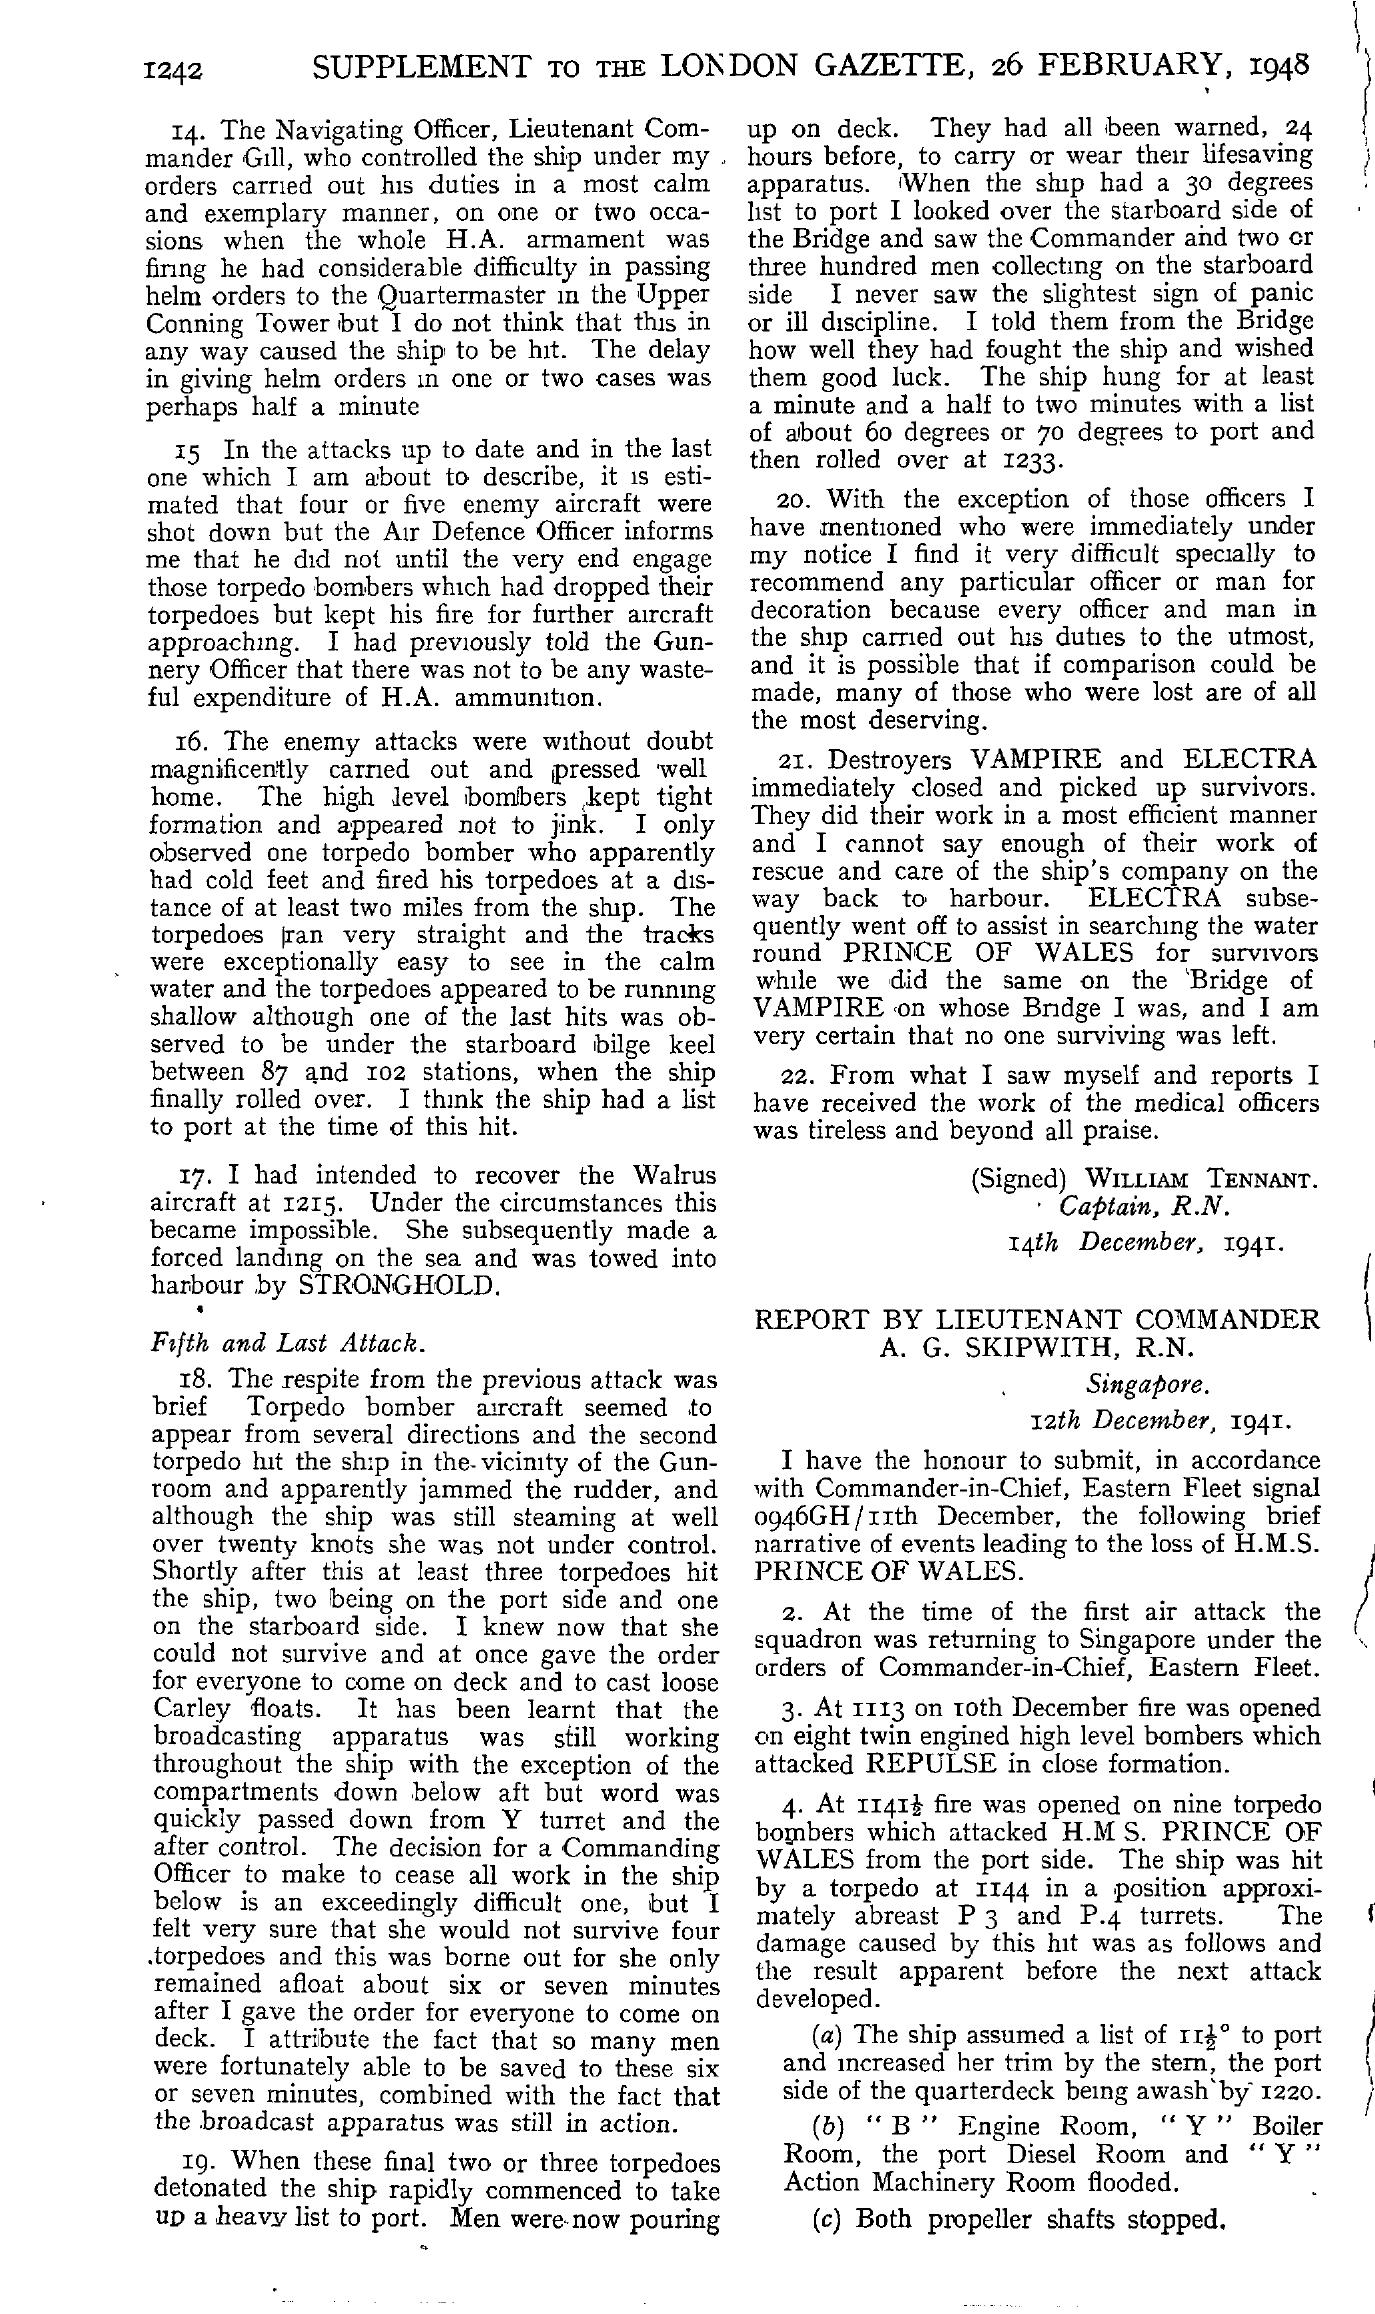 1242 SUPPLEMENT TO THE LONDON GAZETTE, 26 FEBRUARY, 1948
14. The Navigating Officer, Lieutenant Com-
mander Gill, who controlled the ship under my
orders carried out his duties in a most calm
and exemplary manner, on one or two occa-
sions when the whole H.A. armament was
firing he had considerable difficulty in passing
helm orders to the Quartermaster in the Upper
Conning Tower but I do not think that this in
any way caused the ship to be hit. The delay
in giving helm orders in one or two cases was
perhaps half a minute
15 In the attacks up to date and in the last
one which I am about to describe, it is esti-
mated that four or five enemy aircraft were
shot down but the Air Defence Officer informs
me that he did not until the very end engage
those torpedo bombers which had dropped their
torpedoes but kept his fire for further aircraft
approaching. I had previously told the Gun-
nery Officer that there was not to be any waste-
ful expenditure of H.A. ammunition.
16. The enemy attacks were without doubt
magnificently carried out and pressed well
home. The high level bombers kept tight
formation and appeared not to jink. I only
observed one torpedo bomber who apparently
had cold feet and fired his torpedoes at a dis-
tance of at least two miles from the ship. The
torpedoes ran very straight and the tracks
were exceptionally easy to see in the calm
water and the torpedoes appeared to be running
shallow although one of the last hits was ob-
served to be under the starboard bilge keel
between 87 and 102 stations, when the ship
finally rolled over. I think the ship had a list
to port at the time of this hit.
17. I had intended to recover the Walrus
aircraft at 1215. Under the circumstances this
became impossible. She subsequently made a
forced landing on the sea and was towed into
harbour by STRONGHOLD.
Fifth and Last Attack.
18. The respite from the previous attack was
brief Torpedo bomber aircraft seemed to
appear from several directions and the second
torpedo hit the ship in the vicinity of the Gun-
room and apparently jammed the rudder, and
although the ship was still steaming at well
over twenty knots she was not under control.
Shortly after this at least three torpedoes hit
the ship, two being on the port side and one
on the starboard side. I knew now that she
could not survive and at once gave the order
for everyone to come on deck and to cast loose
Carley floats. It has been learnt that the
broadcasting apparatus was still working
throughout the ship with the exception of the
compartments down below aft but word was
quickly passed down from Y turret and the
after control. The decision for a Commanding
Officer to make to cease all work in the ship
below is an exceedingly difficult one, but I
felt very sure that she would not survive four
torpedoes and this was borne out for she only
remained afloat about six or seven minutes
after I gave the order for everyone to come on
deck. I attribute the fact that so many men
were fortunately able to be saved to these six
or seven minutes, combined with the fact that
the broadcast apparatus was still in action.
19. When these final two or three torpedoes
detonated the ship rapidly commenced to take
up a heavy list to port. Men were now pouring
up on deck. They had all been warned, 24
hours before, to carry or wear their lifesaving
apparatus. When the ship had a 30 degrees
list to port I looked over the starboard side of
the Bridge and saw the Commander and two or
three hundred men collecting on the starboard
side I never saw the slightest sign of panic
or ill discipline. I told them from the Bridge
how well they had fought the ship and wished
them good luck. The ship hung for at least
a minute and a half to two minutes with a list
of about 60 degrees or 70 degrees to port and
then rolled over at 1233.
20. With the exception of those officers I
have mentioned who were immediately under
my notice I find it very difficult specially to
recommend any particular officer or man for
decoration because every officer and man in
the ship carried out his duties to the utmost,
and it is possible that if comparison could be
made, many of those who were lost are of all
the most deserving.
21. Destroyers VAMPIRE and ELECTRA
immediately closed and picked up survivors.
They did their work in a most efficient manner
and I cannot say enough of their work of
rescue and care of the ship's company on the
way back to harbour. ELECTRA subse-
quently went off to assist in searching the water
round PRINCE OF WALES for survivors
while we did the same on the Bridge of
VAMPIRE on whose Bridge I was, and I am
very certain that no one surviving was left.
22. From what I saw myself and reports I
have received the work of the medical officers
was tireless and beyond all praise.
(Signed) WILLIAM TENNANT.
Captain, R.N.
14th December, 1941.
REPORT BY LIEUTENANT COMMANDER
A. G. SKIPWITH, R.N.
Singapore.
12th December, 1941.
I have the honour to submit, in accordance
with Commander-in-Chief, Eastern Fleet signal
0946GH/11th December, the following brief
narrative of events leading to the loss of H.M.S.
PRINCE OF WALES.
2. At the time of the first air attack the
squadron was returning to Singapore under the
orders of Commander-in-Chief, Eastern Fleet.
3. At 1113 on 10th December fire was opened
on eight twin engined high level bombers which
attacked REPULSE in close formation.
4. At 1141½ fire was opened on nine torpedo
bombers which attacked H.M S. PRINCE OF
WALES from the port side. The ship was hit
by a torpedo at 1144 in a position approxi-
mately abreast P 3 and P.4 turrets. The
damage caused by this hit was as follows and
the result apparent before the next attack
developed.
(a) The ship assumed a list of 11½° to port
and increased her trim by the stern, the port
side of the quarterdeck being awash by 1220.
(b) "B" Engine Room, "Y" Boiler
Room, the port Diesel Room and "Y"
Action Machinery Room flooded.
(c) Both propeller shafts stopped.